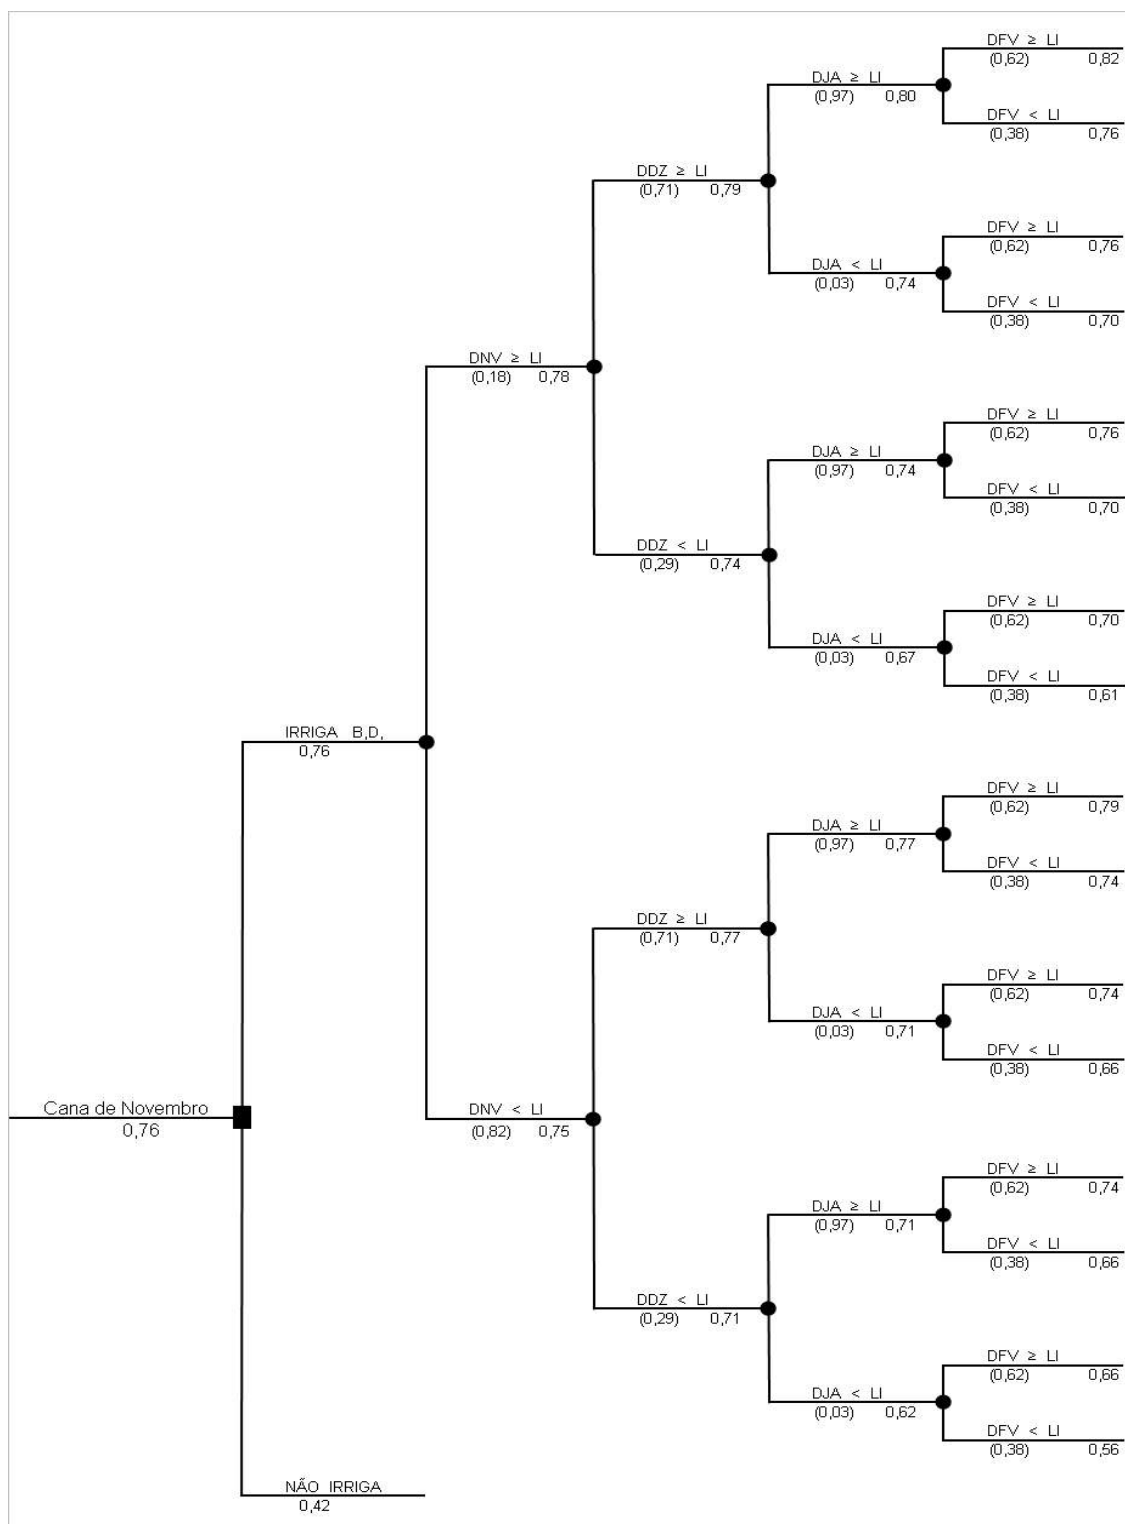 DFV ≥ LI
(0,62) 0,82
DJA ≥ LI
(0,97) 0,80
DFV < LI
(0,38) 0,76
DDZ ≥ LI
(0,71) 0,79
DFV ≥ LI
(0,62) 0,76
DJA < LI
(0,03) 0,74
DFV < LI
(0,38) 0,70
DNV ≥ LI
(0,18) 0,78
DFV ≥ LI
(0,62) 0,76
DJA ≥ LI
(0,97) 0,74
DFV < LI
(0,38) 0,70
DDZ < LI
(0,29) 0,74
DFV ≥ LI
(0,62) 0,70
DJA < LI
(0,03) 0,67
DFV < LI
(0,38) 0,61
IRRIGA B,D,
0,76
DFV ≥ LI
(0,62) 0,79
DJA ≥ LI
(0,97) 0,77
DFV < LI
(0,38) 0,74
DDZ ≥ LI
(0,71) 0,77
DFV ≥ LI
(0,62) 0,74
DJA < LI
(0,03) 0,71
DFV < LI
(0,38) 0,66
Cana de Novembro
0,76
DNV < LI
(0,82) 0,75
DFV ≥ LI
(0,62) 0,74
DJA ≥ LI
(0,97) 0,71
DFV < LI
(0,38) 0,66
DDZ < LI
(0,29) 0,71
DFV ≥ LI
(0,62) 0,66
DJA < LI
(0,03) 0,62
DFV < LI
(0,38) 0,56
NÃO IRRIGA
0,42